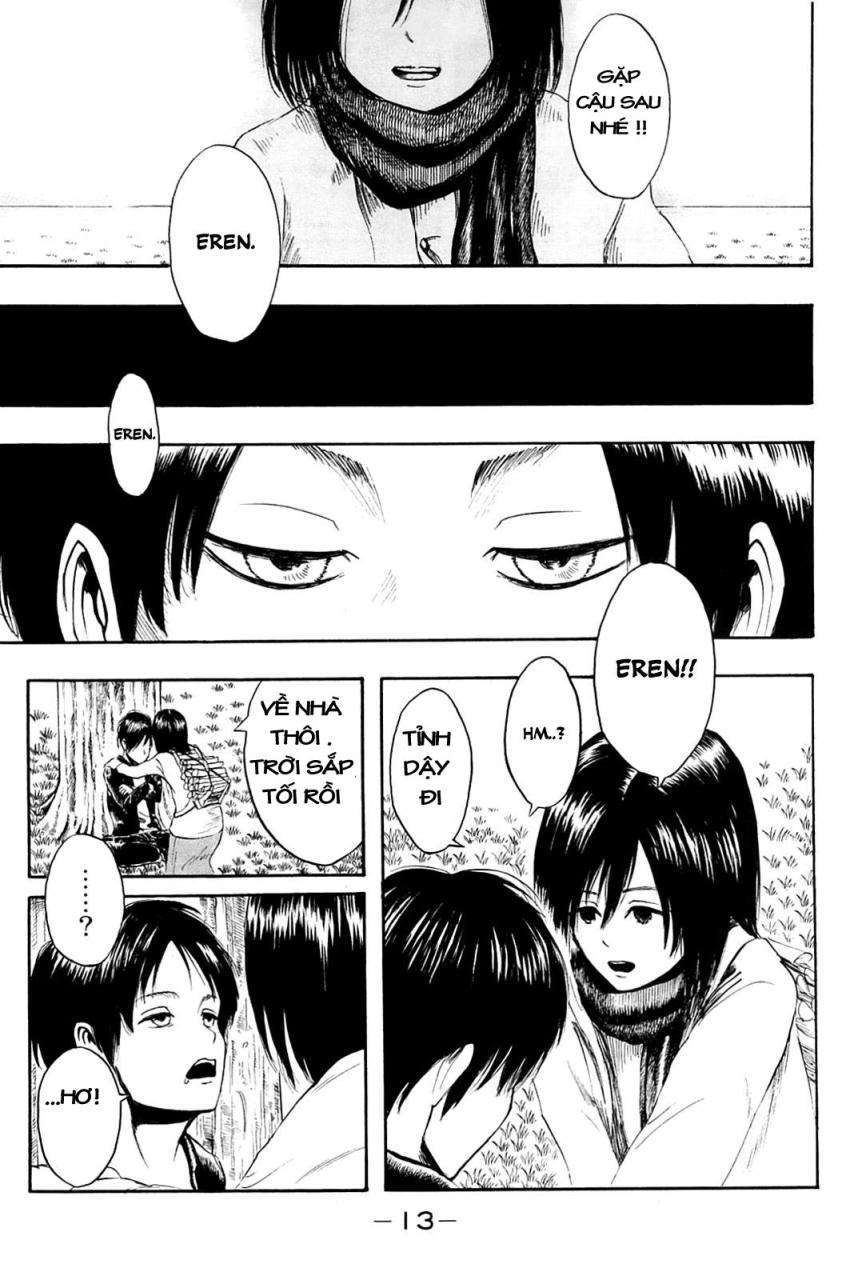 GẶP
CẬU SAU
NHÉ !!
EREN.
EREN.
EREN!!
HM..?
TỈNH
DẬY
ĐI
VỀ NHÀ
THÔI .
TRỜI SẮP
TỐI RỒI
......?
...HƠ!
–13–